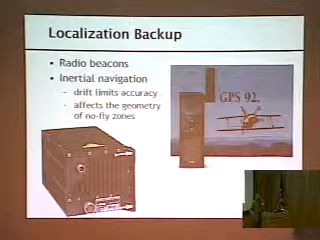 Localization Backup
• Radio beacons
• Inertial navigation
– drift limits accuracy
– affects the geometry
of no-fly zones
GPS 92.